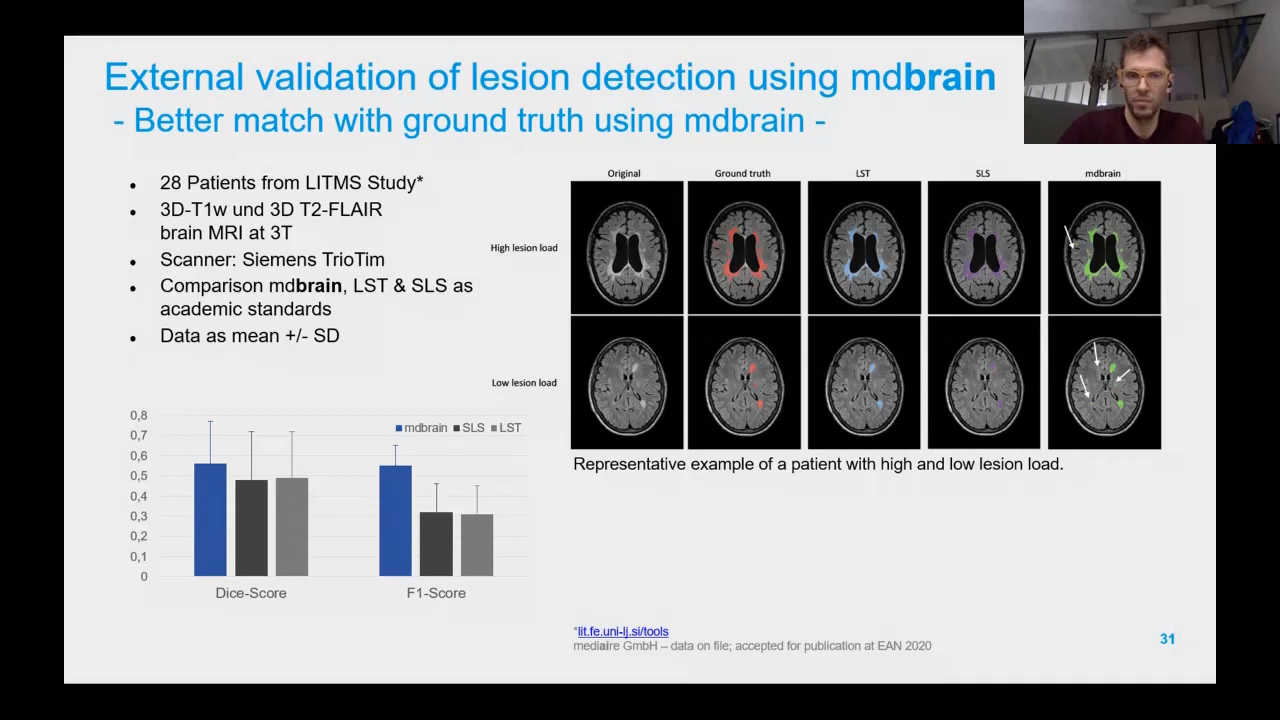 External validation of lesion detection using mdbrain
- Better match with ground truth using mdbrain -
28 Patients from LITMS Study*
3D-T1w und 3D T2-FLAIR
brain MRI at 3T
Scanner: Siemens TrioTim
Comparison mdbrain, LST & SLS as
academic standards
Data as mean +/- SD
Original Ground truth LST SLS mdbrain
High lesion load
Low lesion load
Representative example of a patient with high and low lesion load.
0,8
0,7
0,6
0,5
0,4
0,3
0,2
0,1
0
mdbrain SLS LST
Dice-Score F1-Score
*lit.fe.uni-lj.si/tools
mediaire GmbH – data on file; accepted for publication at EAN 2020
31